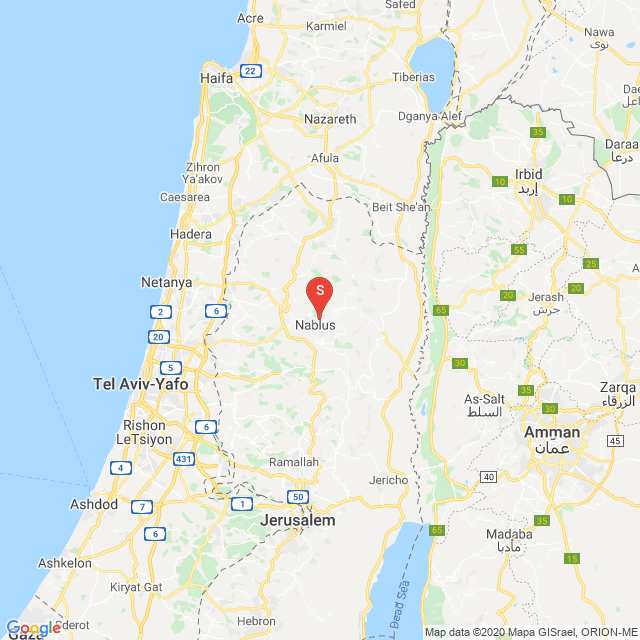 Safed
Acre
Karmiel
Nawa
نوى
22
Haifa
Tiberias
Nazareth
Dganya Alef
35
Daraa
درعا
Afula
Zihron
Ya'akov
Irbid
إربد
10
10
Caesarea
Beit She'an
Hadera
55
25
Netanya
S
20
20
Jerash
جرش
2
6
65
Nablus
20
5
30
Tel Aviv-Yafo
35
Zarqa
الزرقاء
As-Salt
السلط
30
Rishon
LeTsiyon
6
Amman
عمان
45
4
431
Ramallah
Jericho
40
Ashdod
7
1
50
Jerusalem
35
65
6
Madaba
مادبا
15
Ashkelon
Kiryat Gat
Dead Sea
Hebron
Google
Gaza
Map data ©2020 Mapa GISrael, ORION-ME